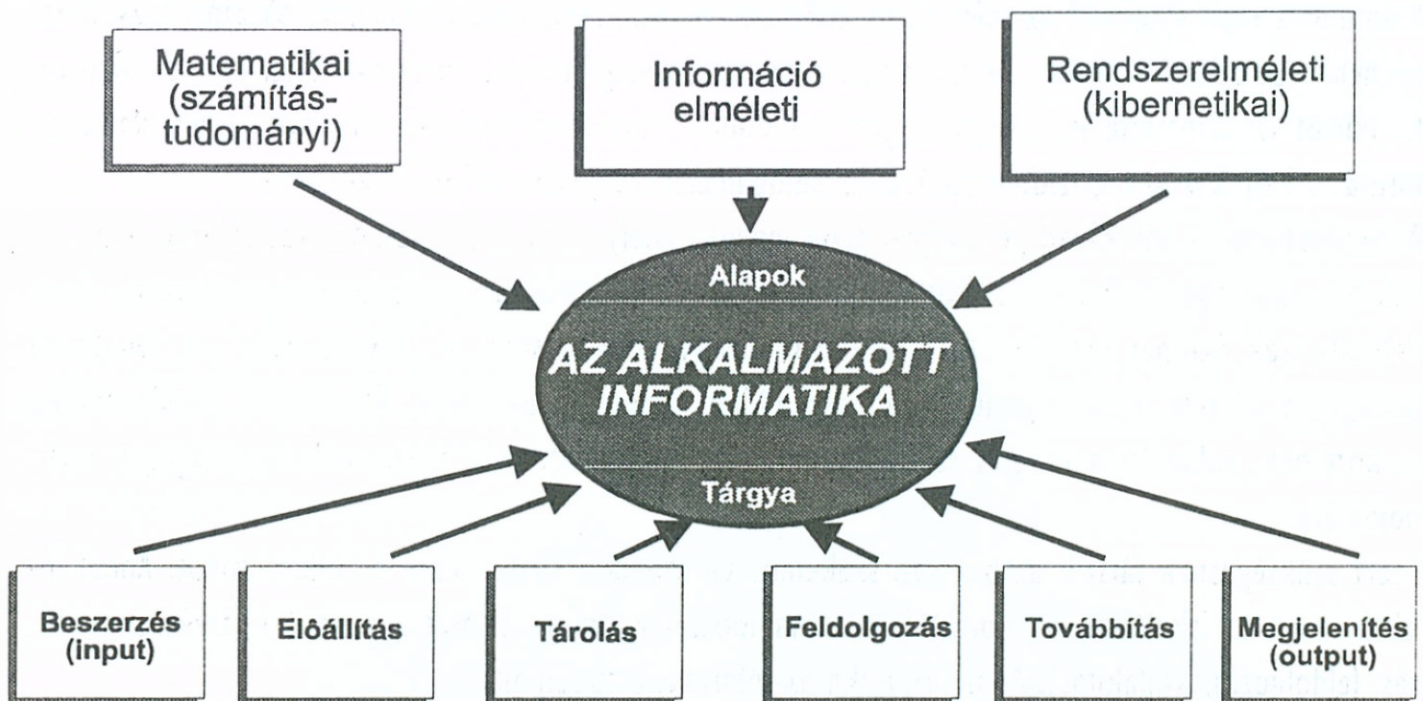 Matematikai
(számítás-
tudományi)
Információ
elméleti
Rendszerelméleti
(kibernetikai)
Alapok
AZ ALKALMAZOTT
INFORMATIKA
Tárgya
Beszerzés
(input)
Elôállítás
Tárolás
Feldolgozás
Továbbítás
Megjelenítés
(output)